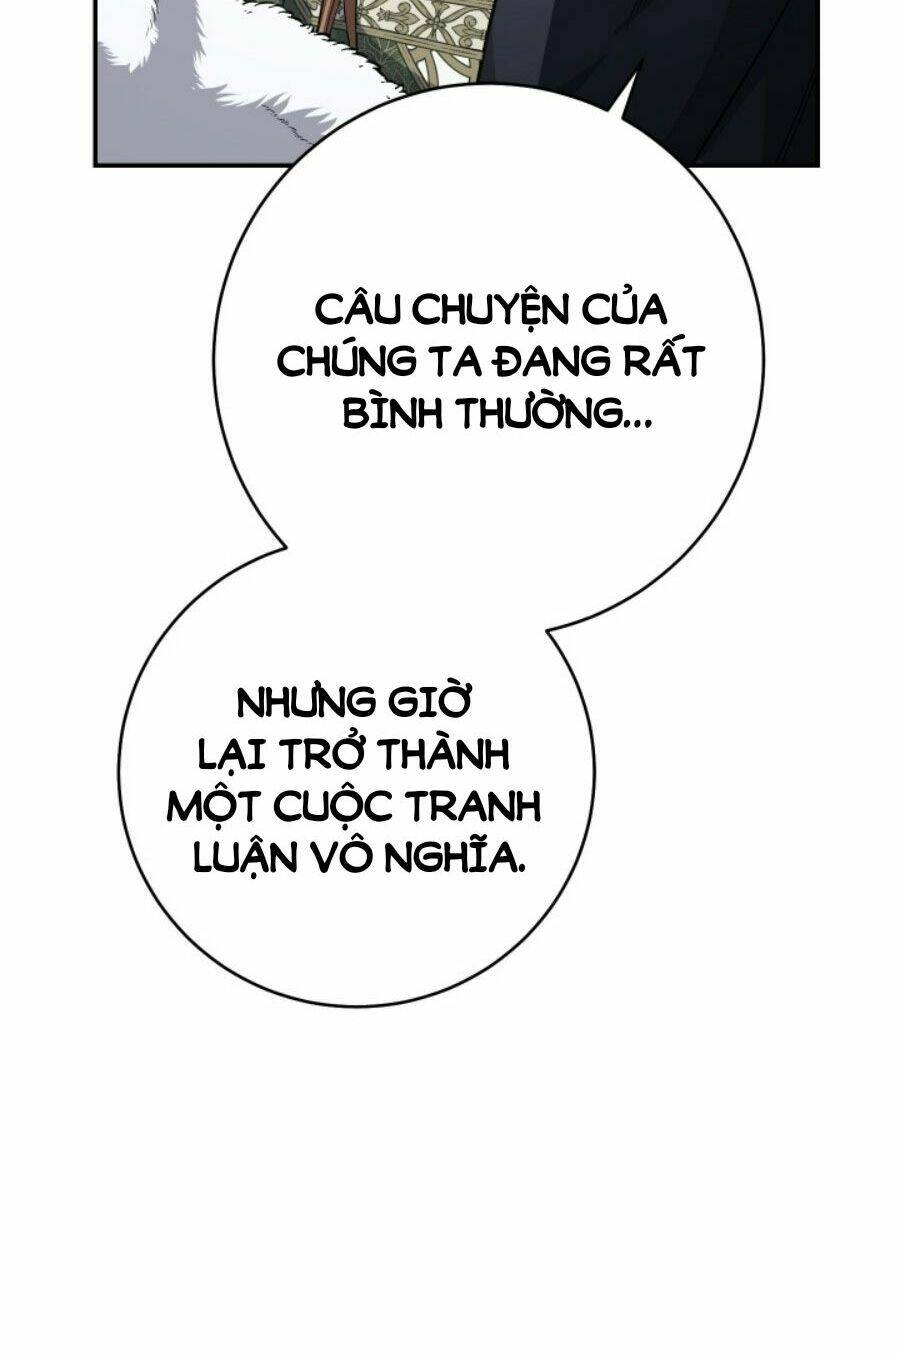 CÂU CHUYỆN CỦA
CHÚNG TA ĐANG RẤT
BÌNH THƯỜNG...
NHƯNG GIỜ
LẠI TRỞ THÀNH
MỘT CUỘC TRANH
LUẬN VÔ NGHĨA.